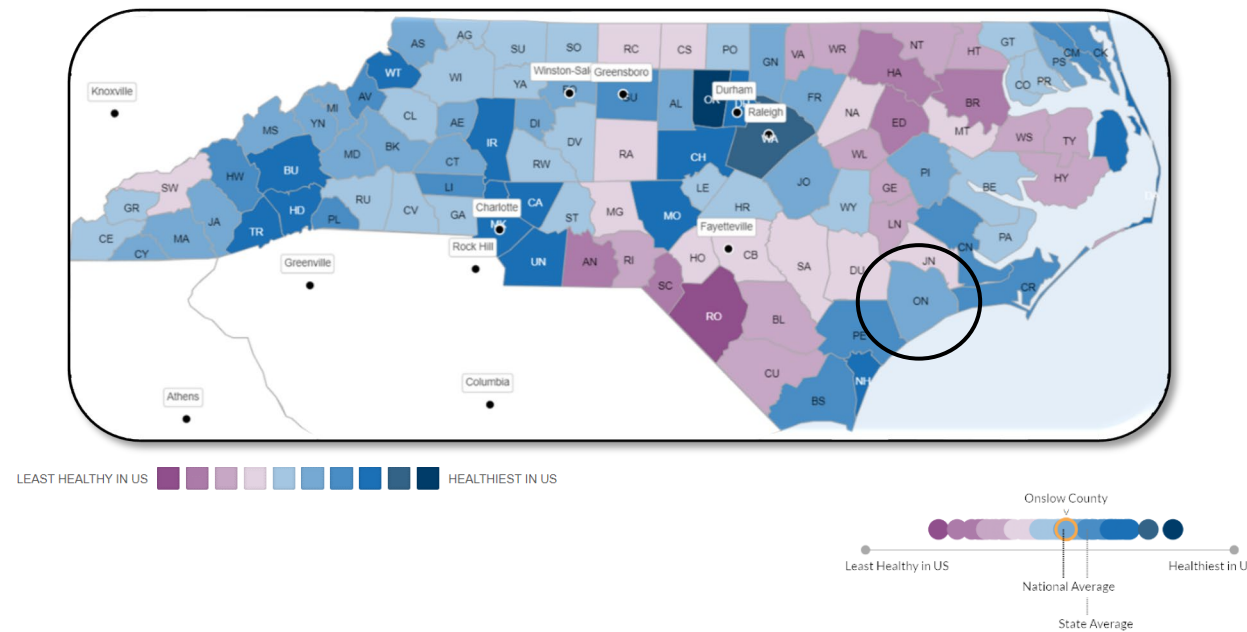 AS
AG
SU
SO
RC
CS
PO
GN
VA
WR
NT
HT
GT
CM
CK
PS
WT
WI
YA
Winston-Sal
Greensboro
GU
AL
OR
Durham
Raleigh
WA
FR
HA
BR
CO
PR
Knoxville
AV
MI
YN
MS
CL
AE
DI
DV
IR
NA
ED
MT
WS
TY
MD
BK
CT
RW
RA
CH
WL
BU
HW
SW
LI
JO
PI
GE
BE
HY
HD
PL
RU
CV
GA
Charlotte
CA
ST
MG
MO
LE
HR
WY
LN
PA
CN
GR
JA
TR
MA
CE
CY
Rock Hill
Fayetteville
UN
AN
RI
HO
CB
SA
DU
JN
Greenville
SC
RO
BL
ON
CR
PE
CU
NH
BS
Columbia
Athens
LEAST HEALTHY IN US
HEALTHIEST IN US
Onslow County
Least Healthy in US
Healthiest in U
National Average
State Average